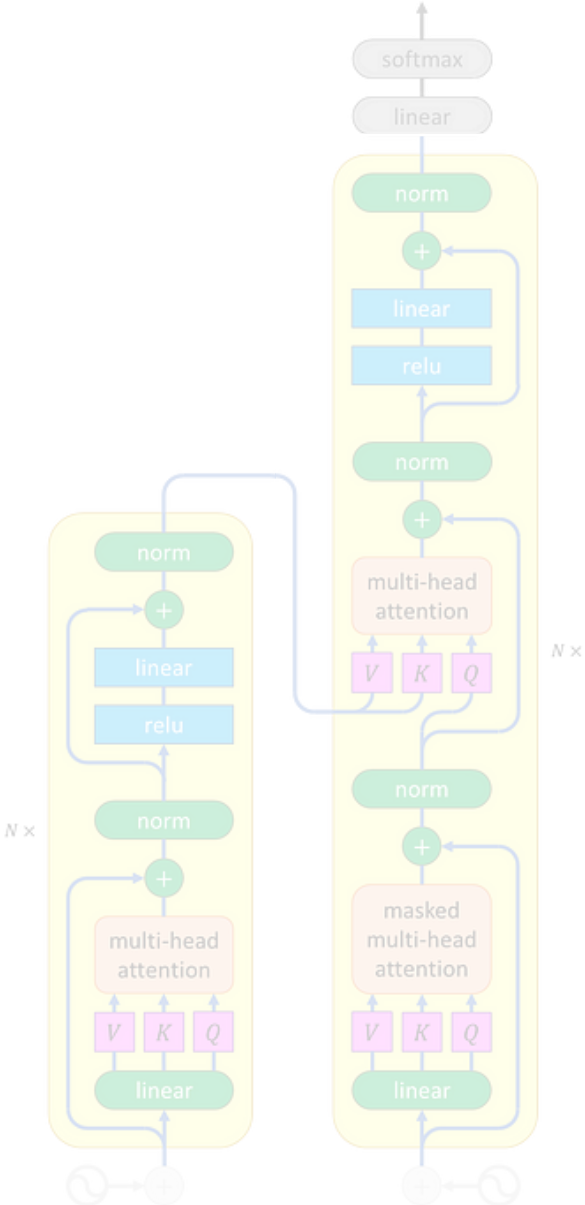 softmax
linear
norm
+
linear
relu
norm
+
multi-head
attention
V K Q
N ×
norm
+
masked
multi-head
attention
V K Q
linear
+
norm
+
linear
relu
norm
N ×
+
multi-head
attention
V K Q
linear
+